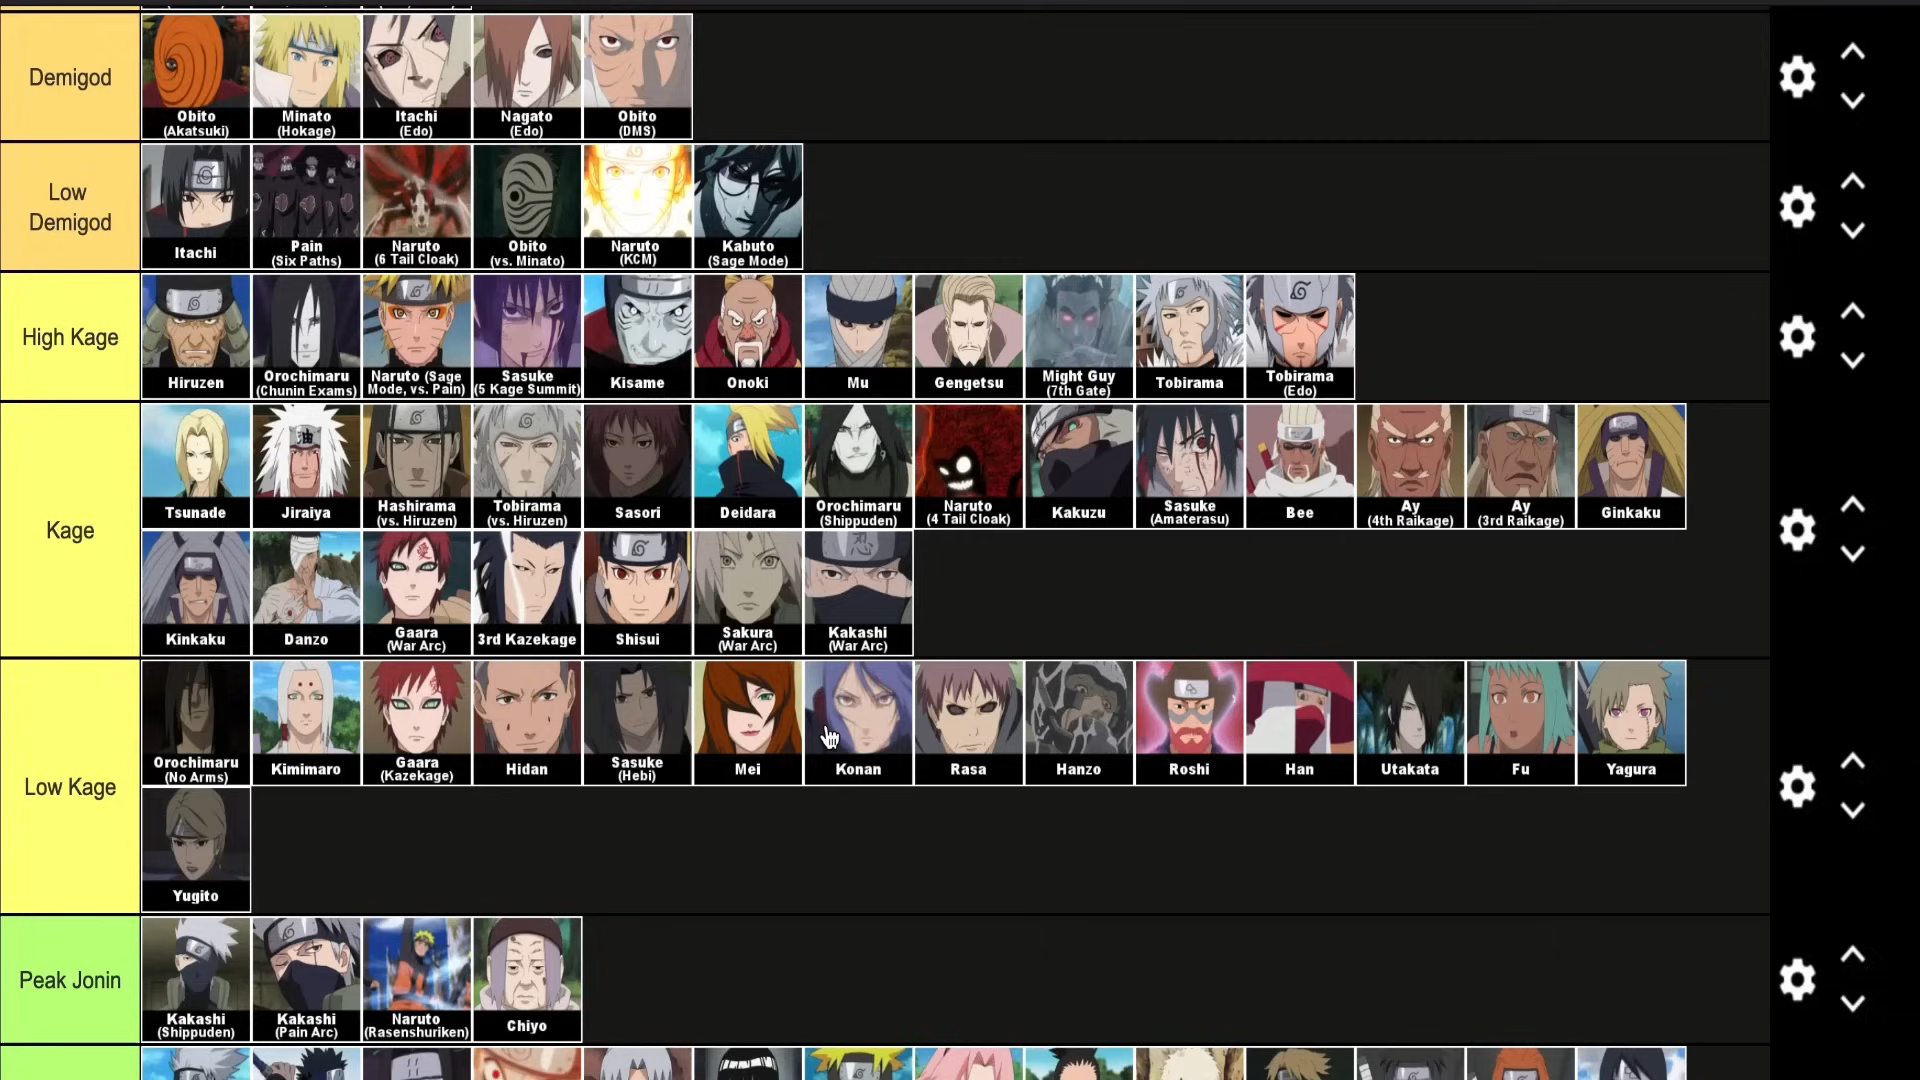 Demigod
Obito
(Akatsuki)
Minato
(Hokage)
Itachi
(Edo)
Nagato
(Edo)
Obito
(DMS)
Low
Demigod
Itachi
Pain
(Six Paths)
Naruto
(6 Tail Cloak)
Obito
(vs. Minato)
Naruto
(KCM)
Kabuto
(Sage Mode)
High Kage
Hiruzen
Orochimaru
(Chunin Exams)
Naruto (Sage
Mode, vs. Pain)
Sasuke
(5 Kage Summit)
Kisame
Onoki
Mu
Gengetsu
Might Guy
(7th Gate)
Tobirama
Tobirama
(Edo)
Kage
Tsunade
油
Jiraiya
Hashirama
(vs. Hiruzen)
Tobirama
(vs. Hiruzen)
Sasori
Deidara
Orochimaru
(Shippuden)
Naruto
(4 Tail Cloak)
Kakuzu
Sasuke
(Amaterasu)
Bee
Ay
(4th Raikage)
Ay
(3rd Raikage)
Ginkaku
Kinkaku
Danzo
愛
Gaara
(War Arc)
3rd Kazekage
Shisui
Sakura
(War Arc)
忍
Kakashi
(War Arc)
Low Kage
Orochimaru
(No Arms)
Kimimaro
Gaara
(Kazekage)
Hidan
Sasuke
(Hebi)
Mei
Konan
Rasa
Hanzo
Roshi
Han
Utakata
Fu
Yagura
Yugito
Peak Jonin
Kakashi
(Shippuden)
Kakashi
(Pain Arc)
Naruto
(Rasenshuriken)
Chiyo